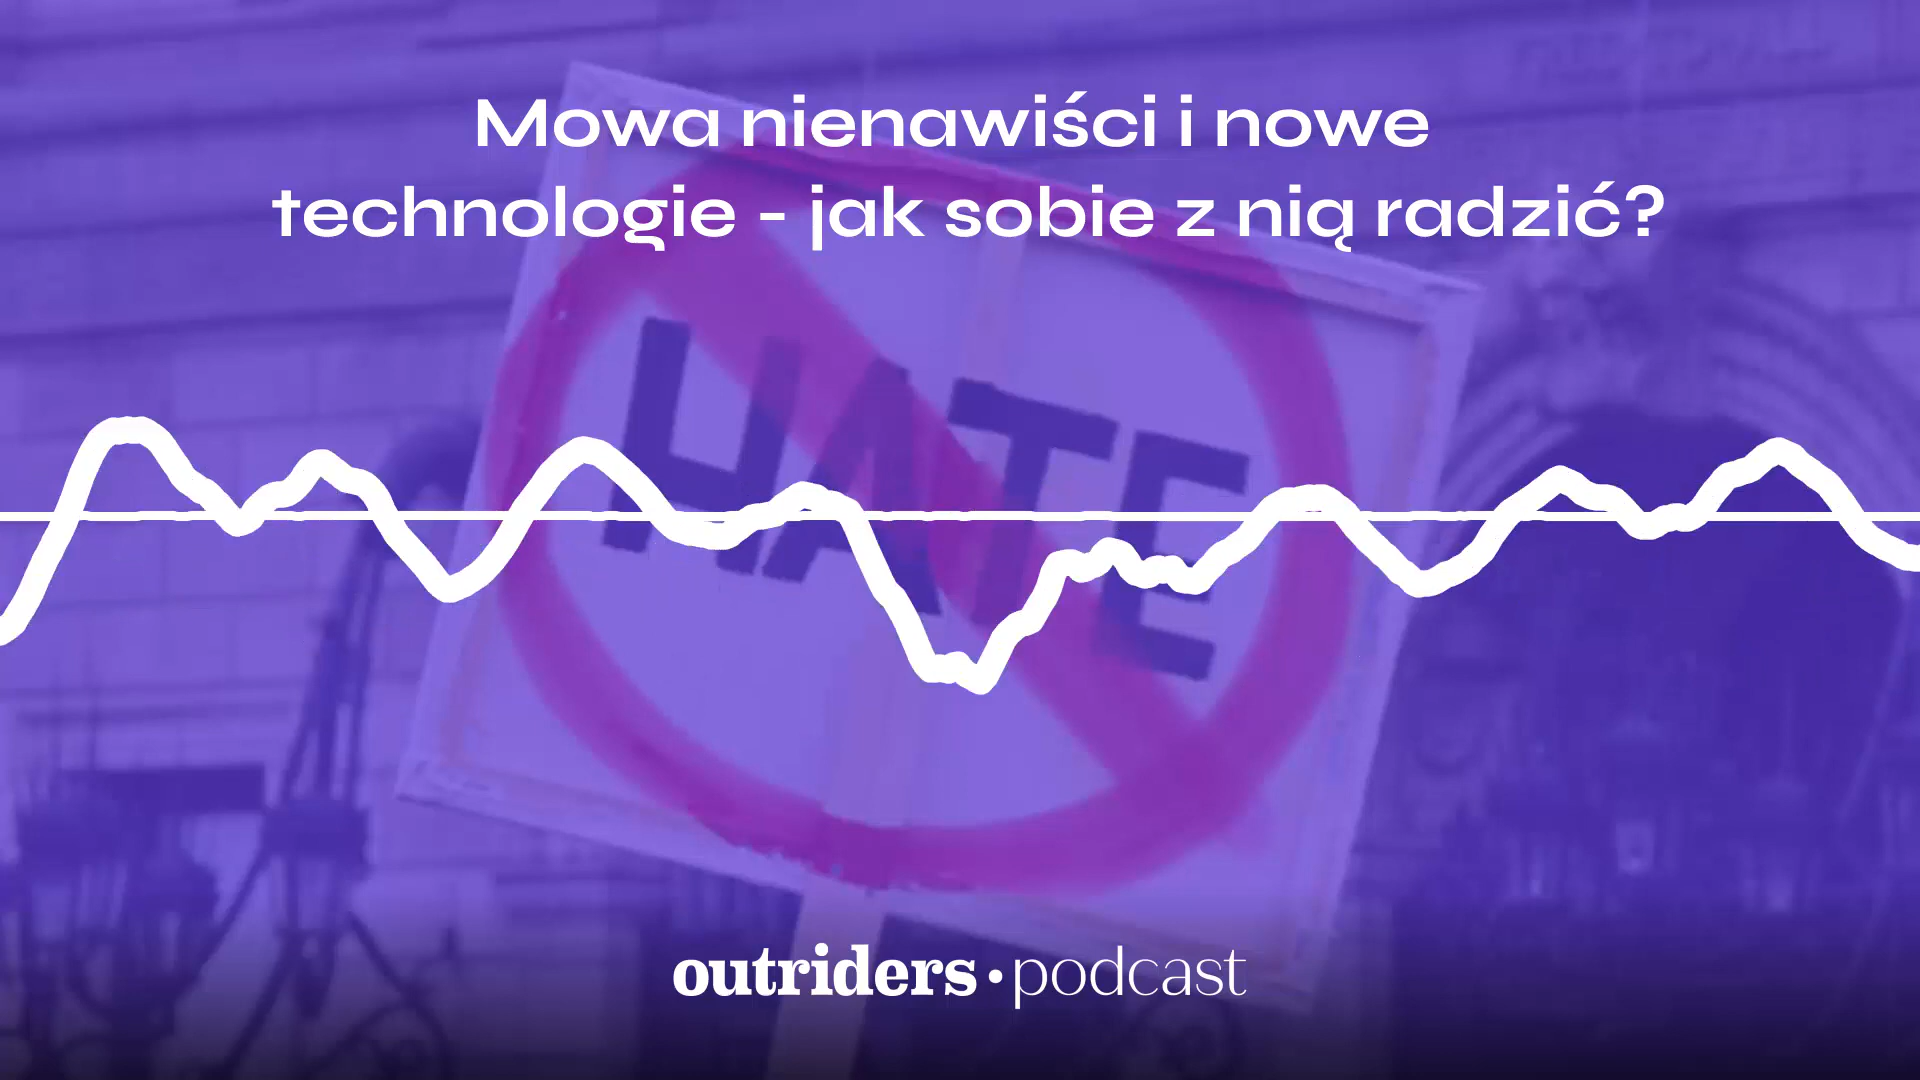 Mowa nienawiści i nowe
technologie - jak sobie z nią radzić?
HATE
outriders • podcast